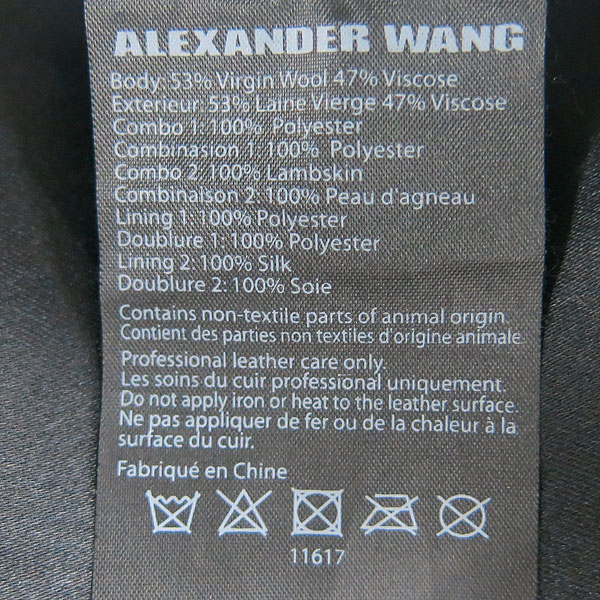 ALEXANDER WANG
Body: 53% Virgin Wool 47% Viscose
Exterieur: 53% Laine Vierge 47% Viscose
Combo 1: 100% Polyester
Combinasion 1: 100% Polyester
Combo 2: 100% Lambskin
Combinaison 2: 100% Peau d'agneau
Lining 1: 100% Polyester
Doublure 1: 100% Polyester
Lining 2: 100% Silk
Doublure 2: 100% Soie
Contains non-textile parts of animal origin.
Contient des parties non textiles d'origine animale.
Professional leather care only.
Les soins du cuir professional uniquement.
Do not apply iron or heat to the leather surface.
Ne pas appliquer de fer ou de la chaleur à la
surface du cuir.
Fabriqué en Chine
11617